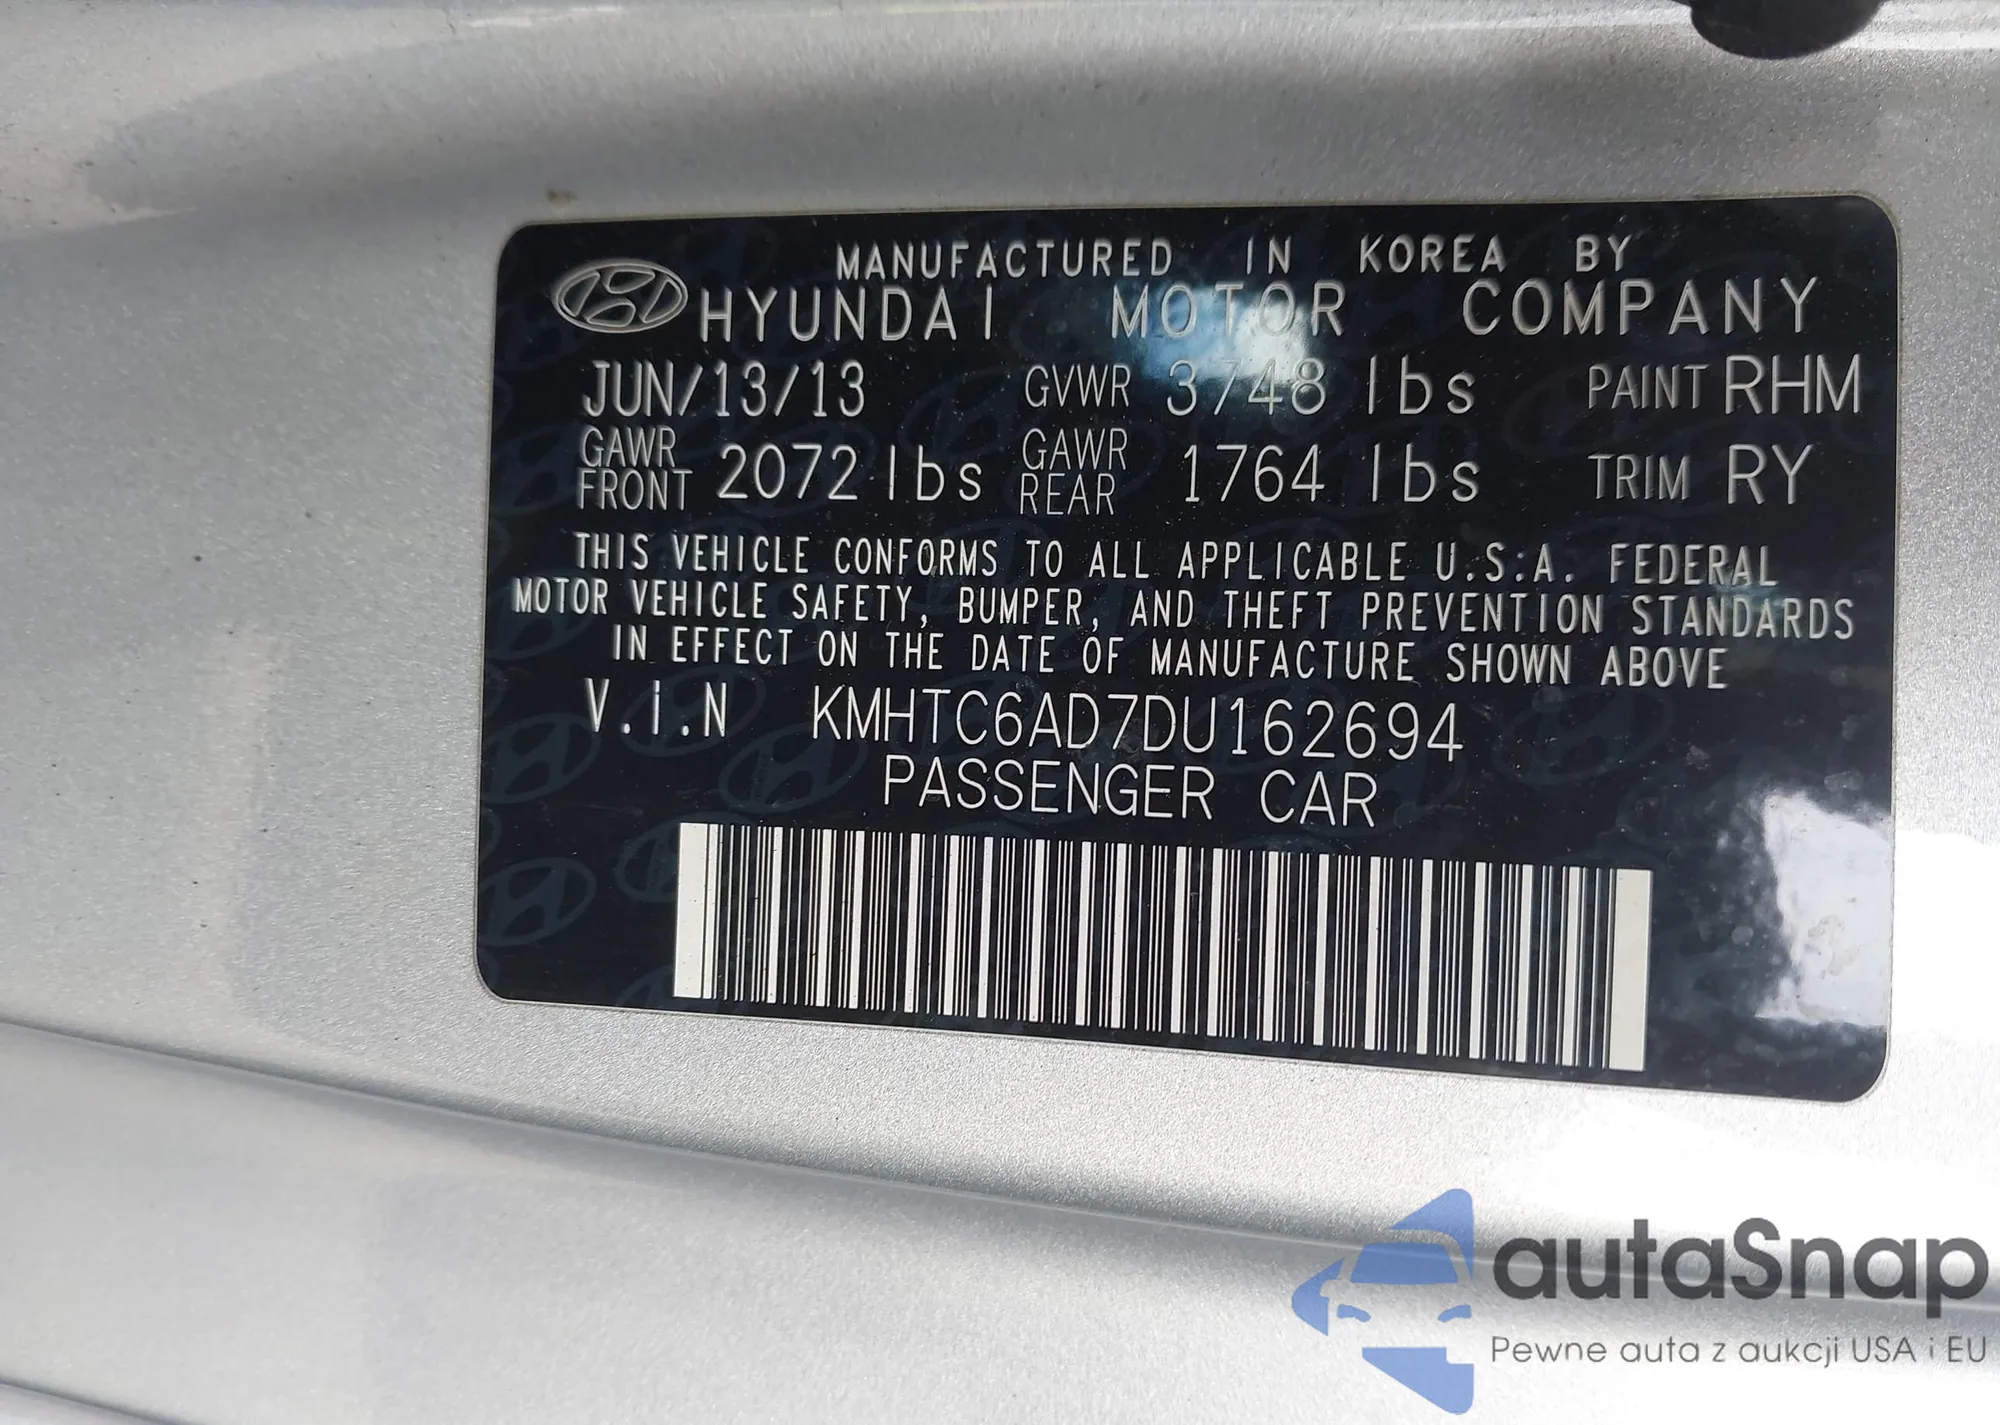 MANUFACTURED IN KOREA BY
HYUNDAI MOTOR COMPANY
JUN/13/13 GVWR 3748 lbs PAINT RHM
GAWR FRONT 2072 lbs GAWR REAR 1764 lbs TRIM RY
THIS VEHICLE CONFORMS TO ALL APPLICABLE U.S.A. FEDERAL
MOTOR VEHICLE SAFETY, BUMPER, AND THEFT PREVENTION STANDARDS
IN EFFECT ON THE DATE OF MANUFACTURE SHOWN ABOVE
V.I.N KMHTC6AD7DU162694
PASSENGER CAR
autaSnap
Pewne auta z aukcji USA i EU